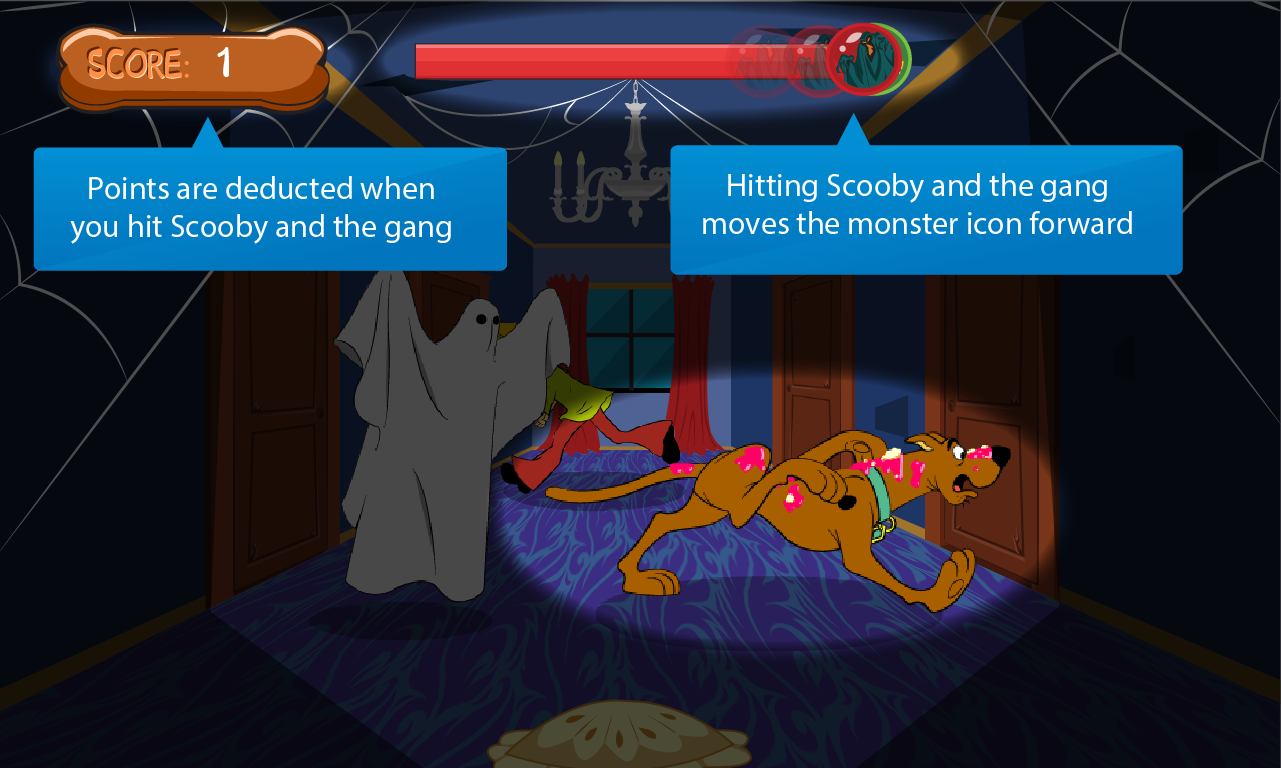 SCORE: 1
Points are deducted when
you hit Scooby and the gang
Hitting Scooby and the gang
moves the monster icon forward